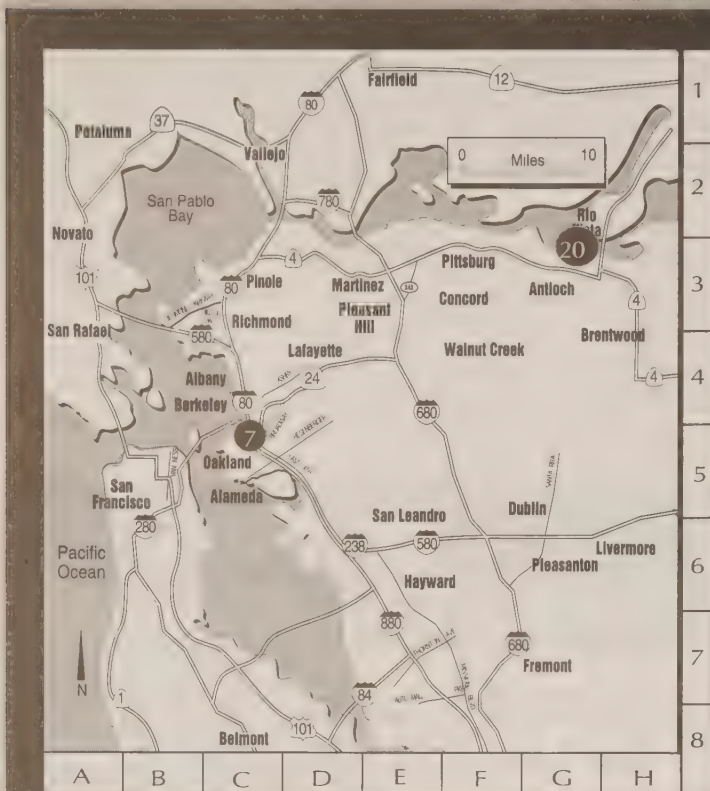 Fairfield
12
1
80
37
Petaluma
Vallejo
0 Miles 10
2
San Pablo
Bay
780
Rio
Vista
Novato
20
4
Pittsburg
101
80
Pinole
Martinez
Antioch
3
Pleasant
Hill
Concord
4
Richmond
San Rafael
580
Brentwood
Lafayette
Walnut Creek
Albany
24
4
4
80
Berkeley
680
7
Oakland
5
San
Francisco
Alameda
Dublin
San Leandro
280
238
580
Livermore
Pacific
Ocean
Pleasanton
6
Hayward
880
680
7
Fremont
N
84
1
101
Belmont
8
A B C D E F G H